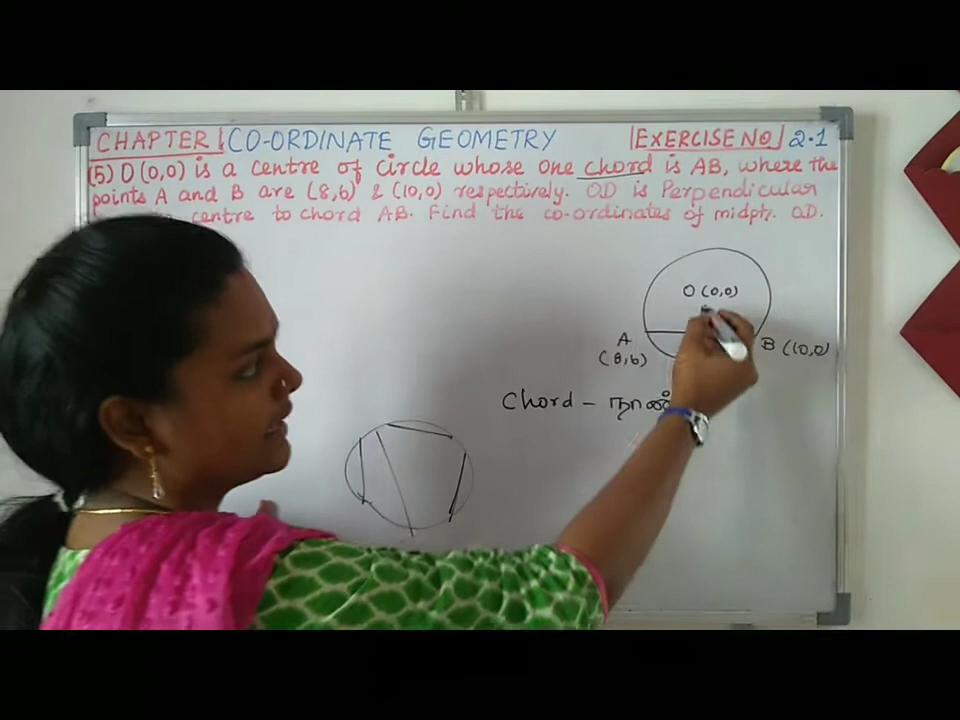 CHAPTER CO-ORDINATE GEOMETRY EXERCISE NO 2.1
(5) O (0,0) is a centre of circle whose one chord is AB, where the
points A and B are (8,6) & (10,0) respectively. OD is Perpendicular
centre to chord AB. Find the co-ordinates of midpt. OD.
O (0,0)
A
B (10,0)
(8,6)
Chord - நாண்